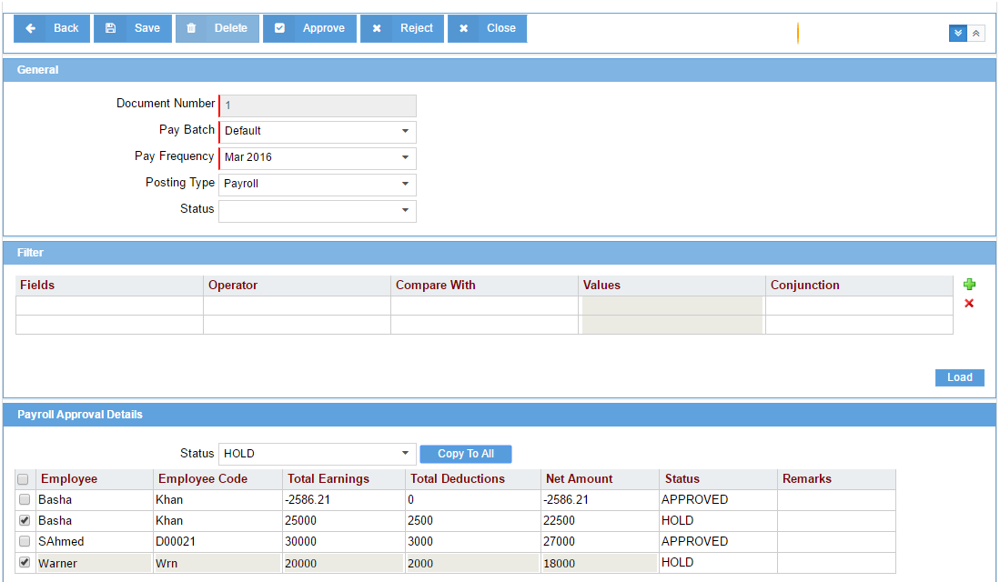 Back Save Delete Approve Reject Close
General
Document Number 1
Pay Batch Default
Pay Frequency Mar 2016
Posting Type Payroll
Status
Filter
Fields Operator Compare With Values Conjunction
Load
Payroll Approval Details
Status HOLD Copy To All
Employee Employee Code Total Earnings Total Deductions Net Amount Status Remarks
Basha Khan -2586.21 0 -2586.21 APPROVED
Basha Khan 25000 2500 22500 HOLD
SAhmed D00021 30000 3000 27000 APPROVED
Warner Wrn 20000 2000 18000 HOLD